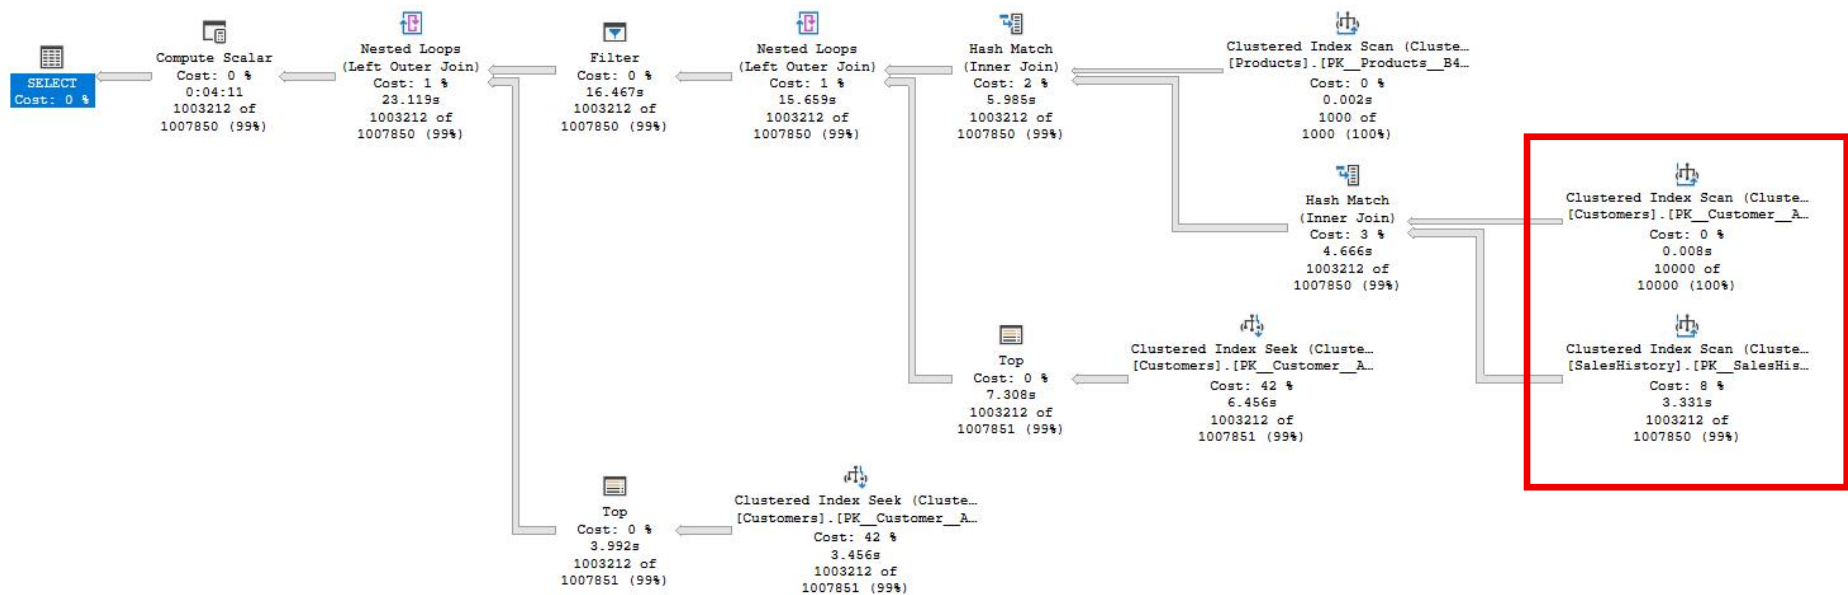 SELECT
Cost: 0 %
Compute Scalar
Cost: 0 %
0:04:11
1003212 of
1007850 (99%)
Nested Loops
(Left Outer Join)
Cost: 1 %
23.119s
1003212 of
1007850 (99%)
Filter
Cost: 0 %
16.467s
1003212 of
1007850 (99%)
Nested Loops
(Left Outer Join)
Cost: 1 %
15.659s
1003212 of
1007850 (99%)
Hash Match
(Inner Join)
Cost: 2 %
5.985s
1003212 of
1007850 (99%)
Clustered Index Scan (Cluste…
[Products].[PK__Products__B4…
Cost: 0 %
0.002s
1000 of
1000 (100%)
Hash Match
(Inner Join)
Cost: 3 %
4.666s
1003212 of
1007850 (99%)
Clustered Index Scan (Cluste…
[Customers].[PK__Customer__A…
Cost: 0 %
0.008s
10000 of
10000 (100%)
Clustered Index Scan (Cluste…
[SalesHistory].[PK__SalesHis…
Cost: 8 %
3.331s
1003212 of
1007850 (99%)
Top
Cost: 0 %
7.308s
1003212 of
1007851 (99%)
Clustered Index Seek (Cluste…
[Customers].[PK__Customer__A…
Cost: 42 %
6.456s
1003212 of
1007851 (99%)
Top
Cost: 0 %
3.992s
1003212 of
1007851 (99%)
Clustered Index Seek (Cluste…
[Customers].[PK__Customer__A…
Cost: 42 %
3.456s
1003212 of
1007851 (99%)